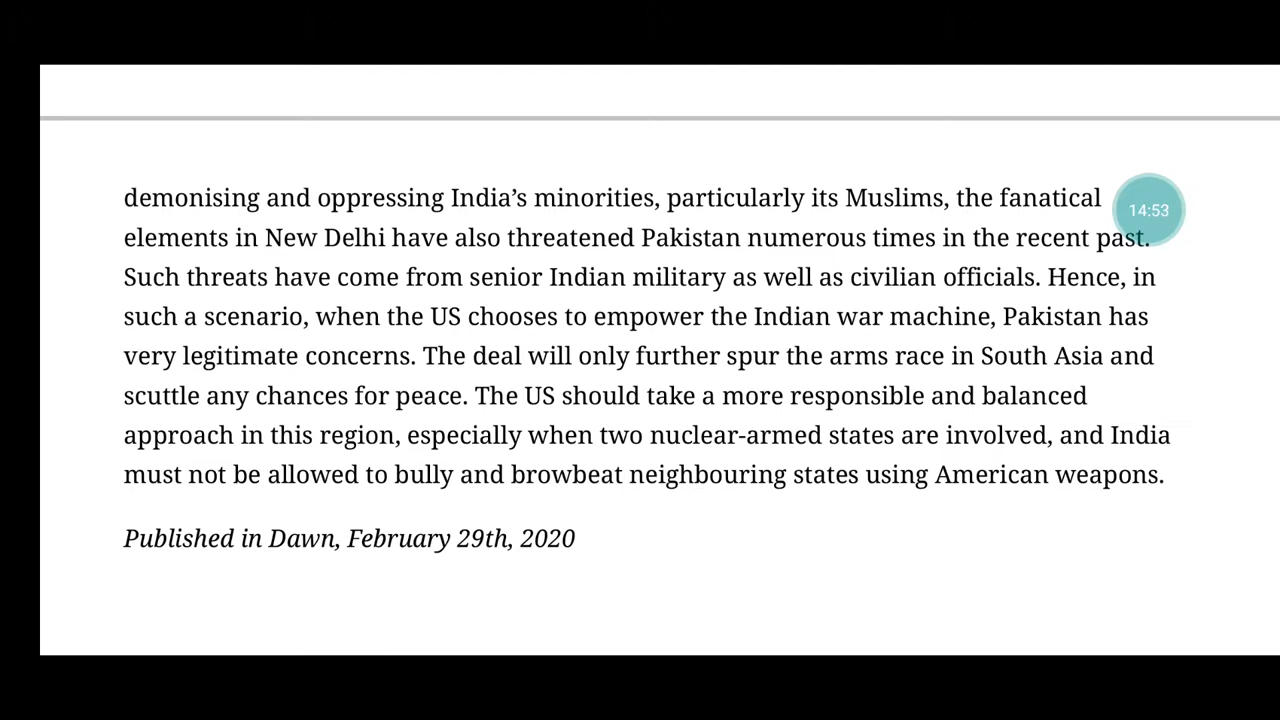 demonising and oppressing India’s minorities, particularly its Muslims, the fanatical
14:53
elements in New Delhi have also threatened Pakistan numerous times in the recent past.
Such threats have come from senior Indian military as well as civilian officials. Hence, in
such a scenario, when the US chooses to empower the Indian war machine, Pakistan has
very legitimate concerns. The deal will only further spur the arms race in South Asia and
scuttle any chances for peace. The US should take a more responsible and balanced
approach in this region, especially when two nuclear-armed states are involved, and India
must not be allowed to bully and browbeat neighbouring states using American weapons.
Published in Dawn, February 29th, 2020